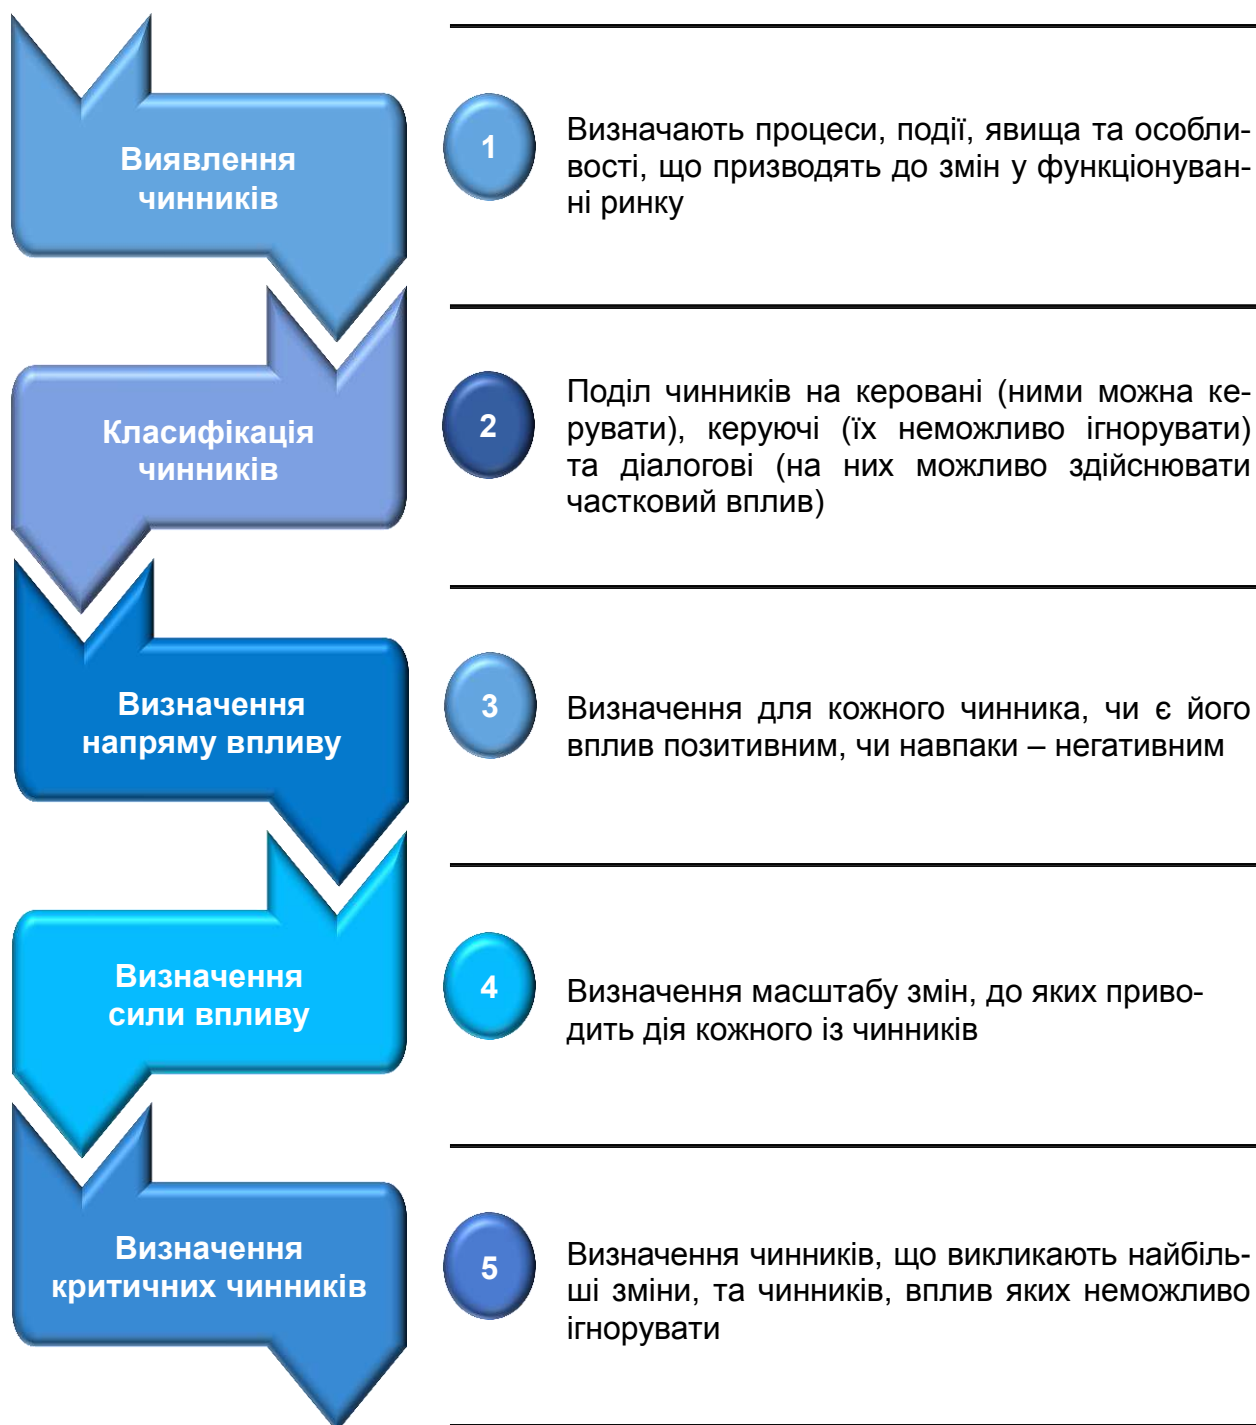 Виявлення
чинників
1
Визначають процеси, події, явища та особли-
вості, що призводять до змін у функціонуван-
ні ринку
Класифікація
чинників
2
Поділ чинників на керовані (ними можна ке-
рувати), керуючі (їх неможливо ігнорувати)
та діалогові (на них можливо здійснювати
частковий вплив)
Визначення
напряму впливу
3
Визначення для кожного чинника, чи є його
вплив позитивним, чи навпаки – негативним
Визначення
сили впливу
4
Визначення масштабу змін, до яких приво-
дить дія кожного із чинників
Визначення
критичних чинників
5
Визначення чинників, що викликають найбіль-
ші зміни, та чинників, вплив яких неможливо
ігнорувати